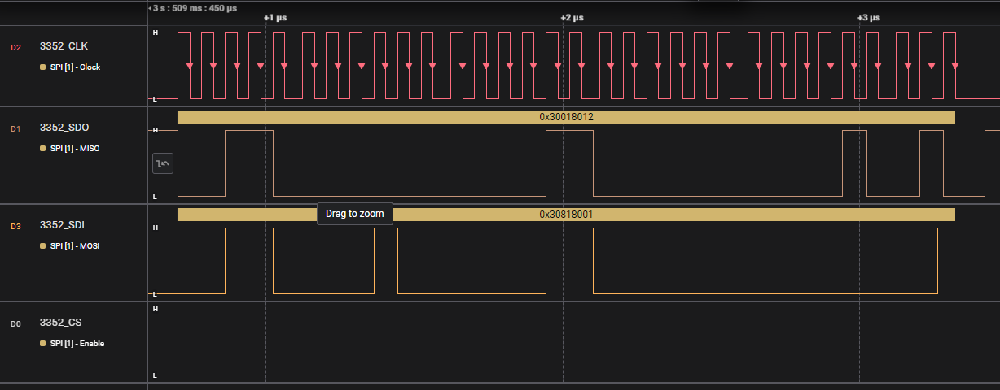 3 s : 509 ms : 450 µs
+1 µs
+2 µs
+3 µs
D2
3352_CLK
SPI [1] - Clock
H
L
D1
3352_SDO
SPI [1] - MISO
0x30018012
H
L
D3
3352_SDI
SPI [1] - MOSI
Drag to zoom
0x30818001
H
L
D0
3352_CS
SPI [1] - Enable
H
L